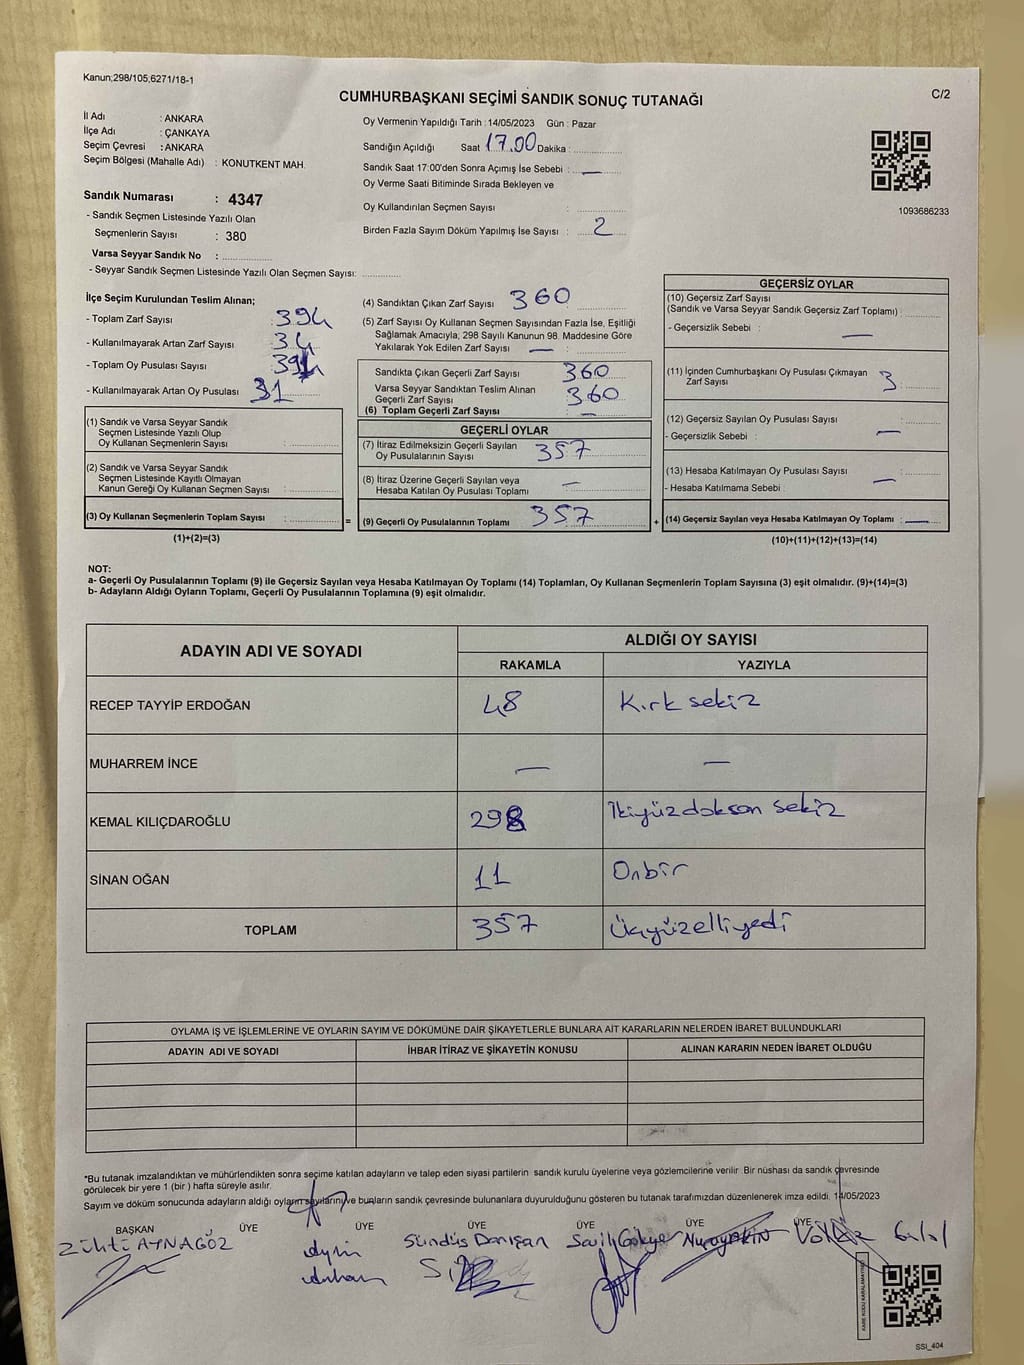 Kanun;298/105,6271/18-1
C/2
CUMHURBAŞKANI SEÇİMİ SANDIK SONUÇ TUTANAĞI
İl Adı : ANKARA
İlçe Adı : ÇANKAYA
Seçim Çevresi : ANKARA
Seçim Bölgesi (Mahalle Adı) : KONUTKENT MAH.
Sandık Numarası : 4347
- Sandık Seçmen Listesinde Yazılı Olan
Seçmenlerin Sayısı : 380
Varsa Seyyar Sandık No :
- Seyyar Sandık Seçmen Listesinde Yazılı Olan Seçmen Sayısı:
Oy Vermenin Yapıldığı Tarih : 14/05/2023 Gün : Pazar
Sandığın Açıldığı Saat 17.00 Dakika :
Sandık Saat 17:00'den Sonra Açımış İse Sebebi : —
Oy Verme Saati Bitiminde Sırada Bekleyen ve
Oy Kullandırılan Seçmen Sayısı :
Birden Fazla Sayım Döküm Yapılmış İse Sayısı : 2
1093686233
İlçe Seçim Kurulundan Teslim Alınan;
- Toplam Zarf Sayısı : 394
- Kullanılmayarak Artan Zarf Sayısı : 34
- Toplam Oy Pusulası Sayısı : 391
- Kullanılmayarak Artan Oy Pusulası : 31
(1) Sandık ve Varsa Seyyar Sandık
Seçmen Listesinde Yazılı Olup
Oy Kullanan Seçmenlerin Sayısı :
(2) Sandık ve Varsa Seyyar Sandık
Seçmen Listesinde Kayıtlı Olmayan
Kanun Gereği Oy Kullanan Seçmen Sayısı :
(3) Oy Kullanan Seçmenlerin Toplam Sayısı :
(1)+(2)=(3)
=
(4) Sandıktan Çıkan Zarf Sayısı : 360
(5) Zarf Sayısı Oy Kullanan Seçmen Sayısından Fazla İse, Eşitliği
Sağlamak Amacıyla; 298 Sayılı Kanunun 98. Maddesine Göre
Yakılarak Yok Edilen Zarf Sayısı : —
Sandıkta Çıkan Geçerli Zarf Sayısı : 360
Varsa Seyyar Sandıktan Teslim Alınan
Geçerli Zarf Sayısı : 360
(6) Toplam Geçerli Zarf Sayısı : —
GEÇERLİ OYLAR
(7) İtiraz Edilmeksizin Geçerli Sayılan
Oy Pusulalarının Sayısı : 357
(8) İtiraz Üzerine Geçerli Sayılan veya
Hesaba Katılan Oy Pusulası Toplamı : —
(9) Geçerli Oy Pusulalarının Toplamı : 357
+
GEÇERSİZ OYLAR
(10) Geçersiz Zarf Sayısı
(Sandık ve Varsa Seyyar Sandık Geçersiz Zarf Toplamı) :
- Geçersizlik Sebebi : —
(11) İçinden Cumhurbaşkanı Oy Pusulası Çıkmayan
Zarf Sayısı : 3
(12) Geçersiz Sayılan Oy Pusulası Sayısı :
- Geçersizlik Sebebi : —
(13) Hesaba Katılmayan Oy Pusulası Sayısı :
- Hesaba Katılmama Sebebi : —
(14) Geçersiz Sayılan veya Hesaba Katılmayan Oy Toplamı : —
(10)+(11)+(12)+(13)=(14)
NOT:
a- Geçerli Oy Pusulalarının Toplamı (9) ile Geçersiz Sayılan veya Hesaba Katılmayan Oy Toplamı (14) Toplamları, Oy Kullanan Seçmenlerin Toplam Sayısına (3) eşit olmalıdır. (9)+(14)=(3)
b- Adayların Aldığı Oyların Toplamı, Geçerli Oy Pusulalarının Toplamına (9) eşit olmalıdır.
ADAYIN ADI VE SOYADI ALDIĞI OY SAYISI
RAKAMLA YAZIYLA
RECEP TAYYİP ERDOĞAN 48 Kırk sekiz
MUHARREM İNCE — —
KEMAL KILIÇDAROĞLU 298 İkiyüzdoksan sekiz
SİNAN OĞAN 11 Onbir
TOPLAM 357 Üçyüzelliyedi
OYLAMA İŞ VE İŞLEMLERİNE VE OYLARIN SAYIM VE DÖKÜMÜNE DAİR ŞİKAYETLERLE BUNLARA AİT KARARLARIN NELERDEN İBARET BULUNDUKLARI
ADAYIN ADI VE SOYADI İHBAR İTİRAZ VE ŞİKAYETİN KONUSU ALINAN KARARIN NEDEN İBARET OLDUĞU
*Bu tutanak imzalandıktan ve mühürlendikten sonra seçime katılan adayların ve talep eden siyasi partilerin sandık kurulu üyelerine veya gözlemcilerine verilir. Bir nüshası da sandık çevresinde
görülecek bir yere 1 (bir) hafta süreyle asılır.
Sayım ve döküm sonucunda adayların aldığı oyların sayılarını ve bunların sandık çevresinde bulunanlara duyurulduğunu gösteren bu tutanak tarafımızdan düzenlenerek imza edildi. 14/05/2023
BAŞKAN ÜYE ÜYE ÜYE ÜYE ÜYE ÜYE
Zühtü AYNAGÖZ Sündüs Danışan
KARE KODU KARALAMAYINIZ
SSI_404